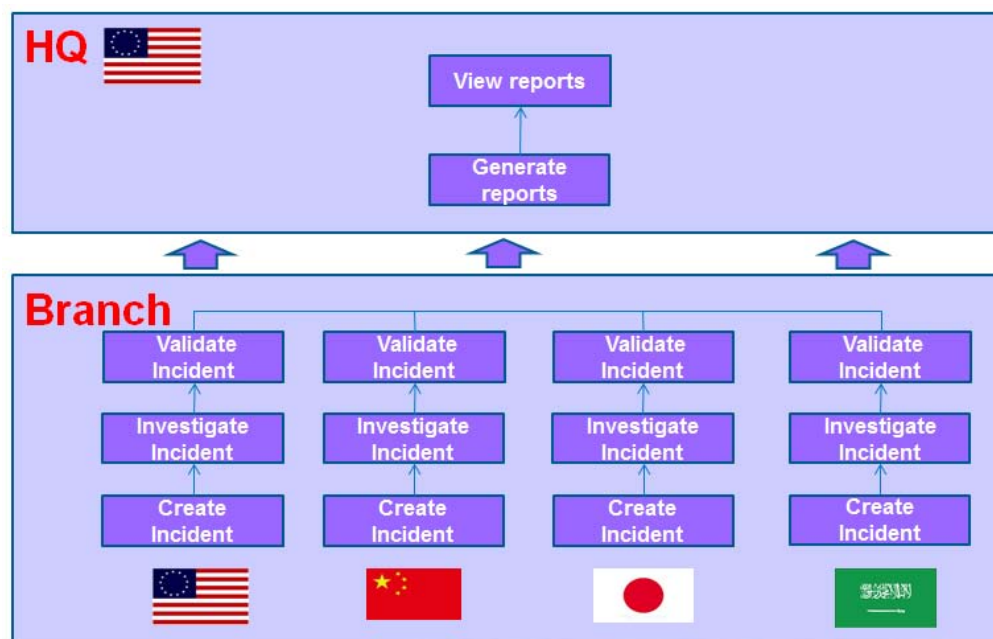 HQ
View reports
Generate
reports
Branch
Validate
Incident
Validate
Incident
Validate
Incident
Validate
Incident
Investigate
Incident
Investigate
Incident
Investigate
Incident
Investigate
Incident
Create
Incident
Create
Incident
Create
Incident
Create
Incident